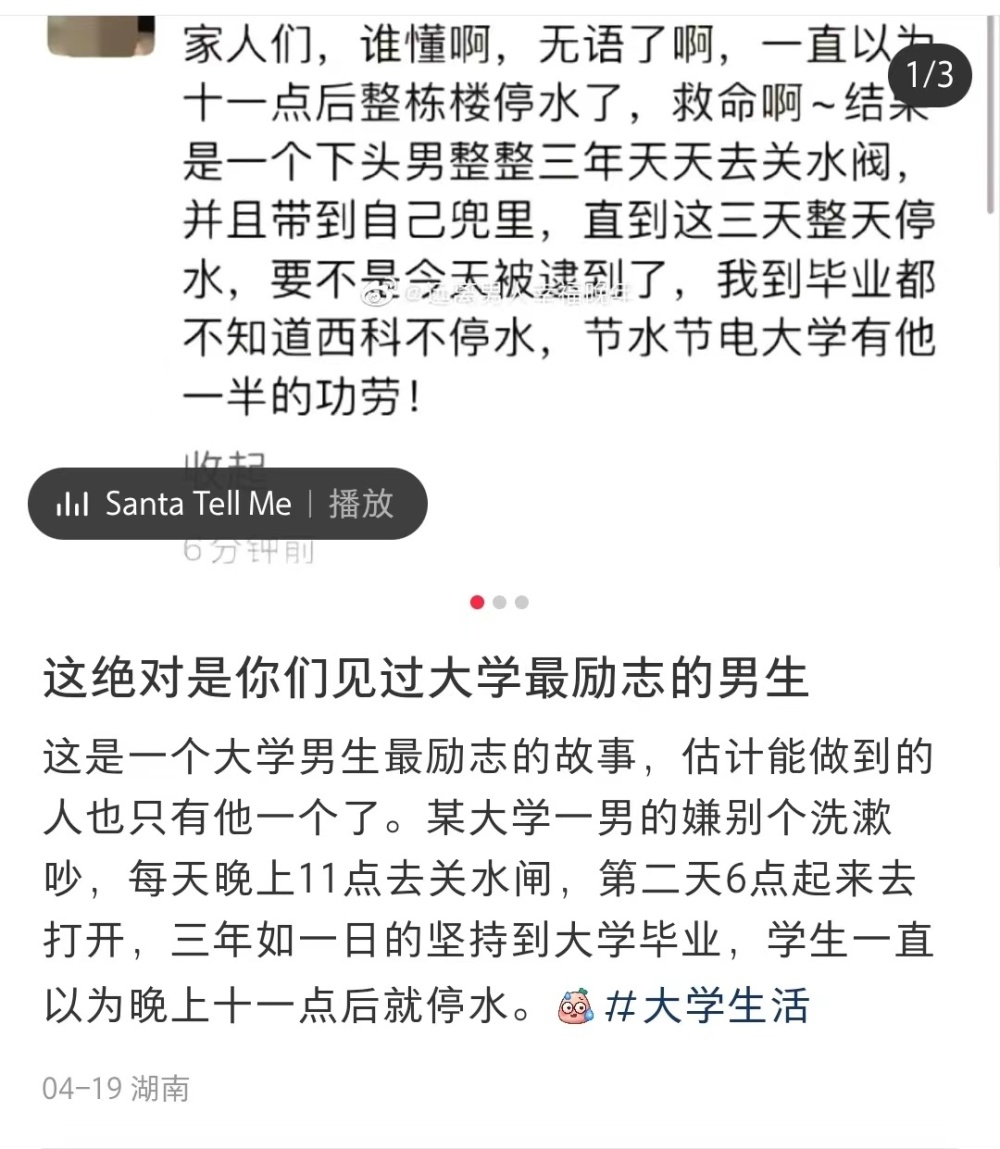 家人们，谁懂啊，无语了啊，一直以为
1/3
十一点后整栋楼停水了，救命啊~结果
是一个下头男整整三年天天去关水阀，
并且带到自己兜里，直到这三天整天停
水，要不是今天被逮到了，我到毕业都
不知道西科不停水，节水节电大学有他
一半的功劳！
收起
Santa Tell Me | 播放
6分钟前
这绝对是你们见过大学最励志的男生
这是一个大学男生最励志的故事，估计能做到的
人也只有他一个了。某大学一男的嫌别个洗漱
吵，每天晚上11点去关水闸，第二天6点起来去
打开，三年如一日的坚持到大学毕业，学生一直
以为晚上十一点后就停水。 #大学生活
04-19 湖南